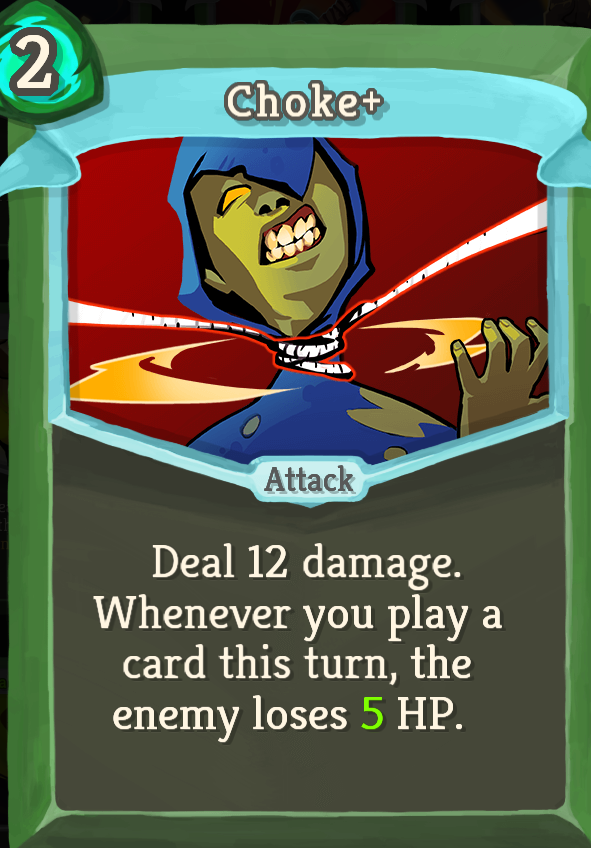 2
Choke+
Attack
Deal 12 damage.
Whenever you play a
card this turn, the
enemy loses 5 HP.